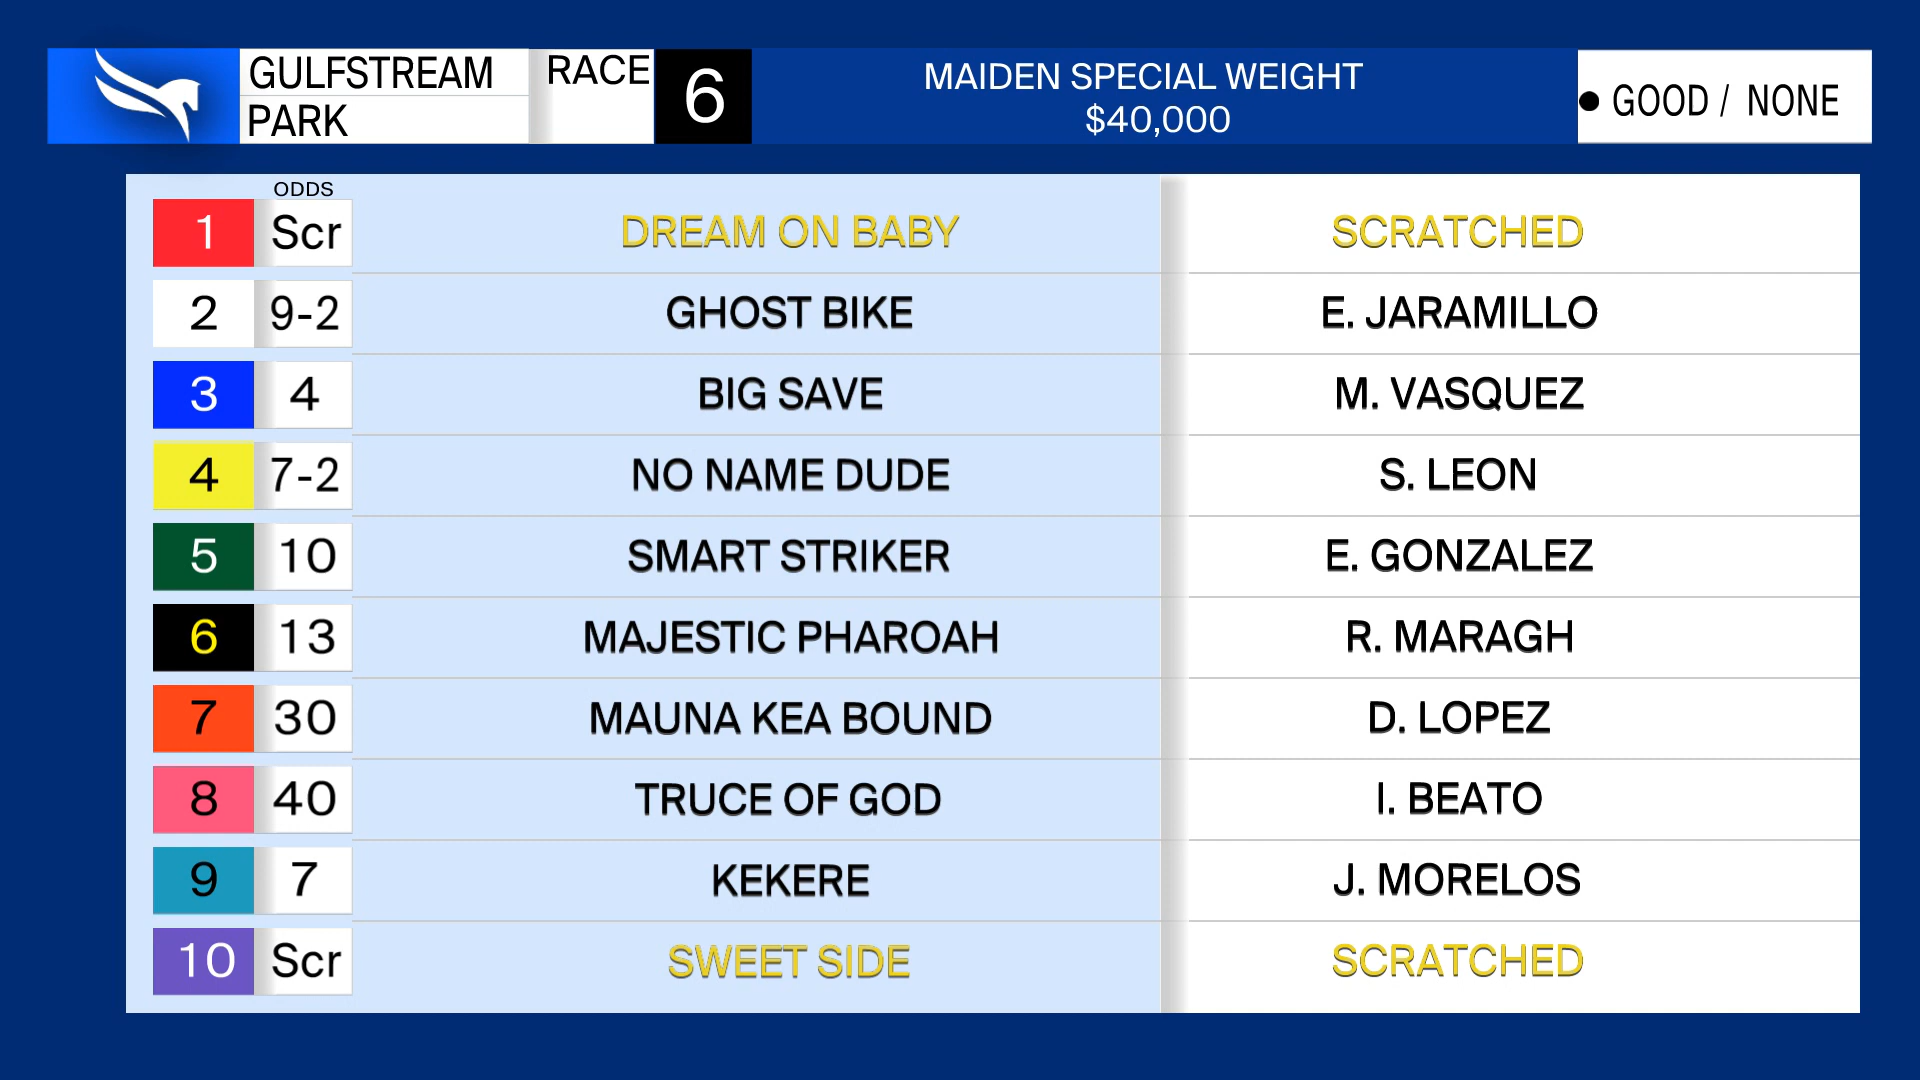 GULFSTREAM
PARK
RACE
6
MAIDEN SPECIAL WEIGHT
$40,000
● GOOD / NONE
ODDS
1 Scr DREAM ON BABY SCRATCHED
2 9-2 GHOST BIKE E. JARAMILLO
3 4 BIG SAVE M. VASQUEZ
4 7-2 NO NAME DUDE S. LEON
5 10 SMART STRIKER E. GONZALEZ
6 13 MAJESTIC PHAROAH R. MARAGH
7 30 MAUNA KEA BOUND D. LOPEZ
8 40 TRUCE OF GOD I. BEATO
9 7 KEKERE J. MORELOS
10 Scr SWEET SIDE SCRATCHED